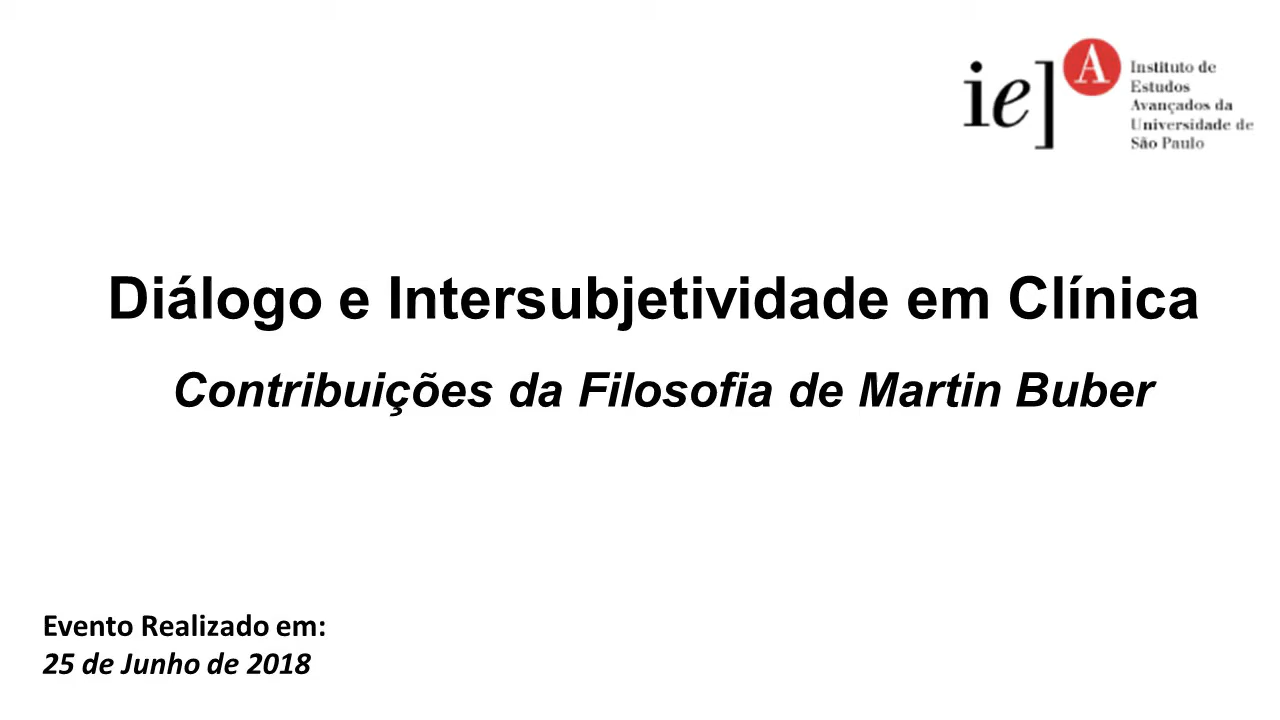 ie]A
Instituto de
Estudos
Avançados da
Universidade de
São Paulo
Diálogo e Intersubjetividade em Clínica
Contribuições da Filosofia de Martin Buber
Evento Realizado em:
25 de Junho de 2018